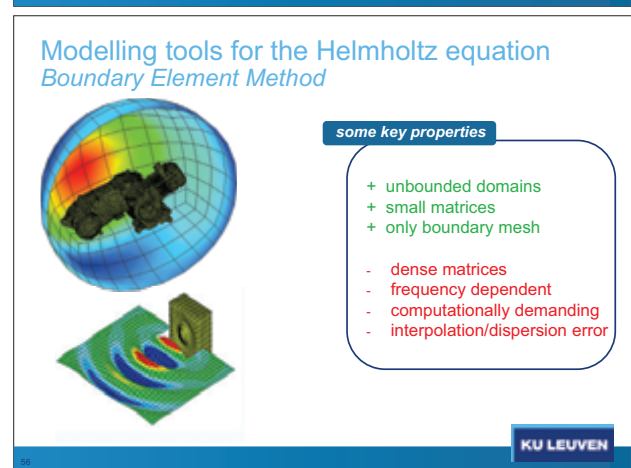 Modelling tools for the Helmholtz equation
Boundary Element Method
some key properties
+ unbounded domains
+ small matrices
+ only boundary mesh
- dense matrices
- frequency dependent
- computationally demanding
- interpolation/dispersion error
56
KU LEUVEN